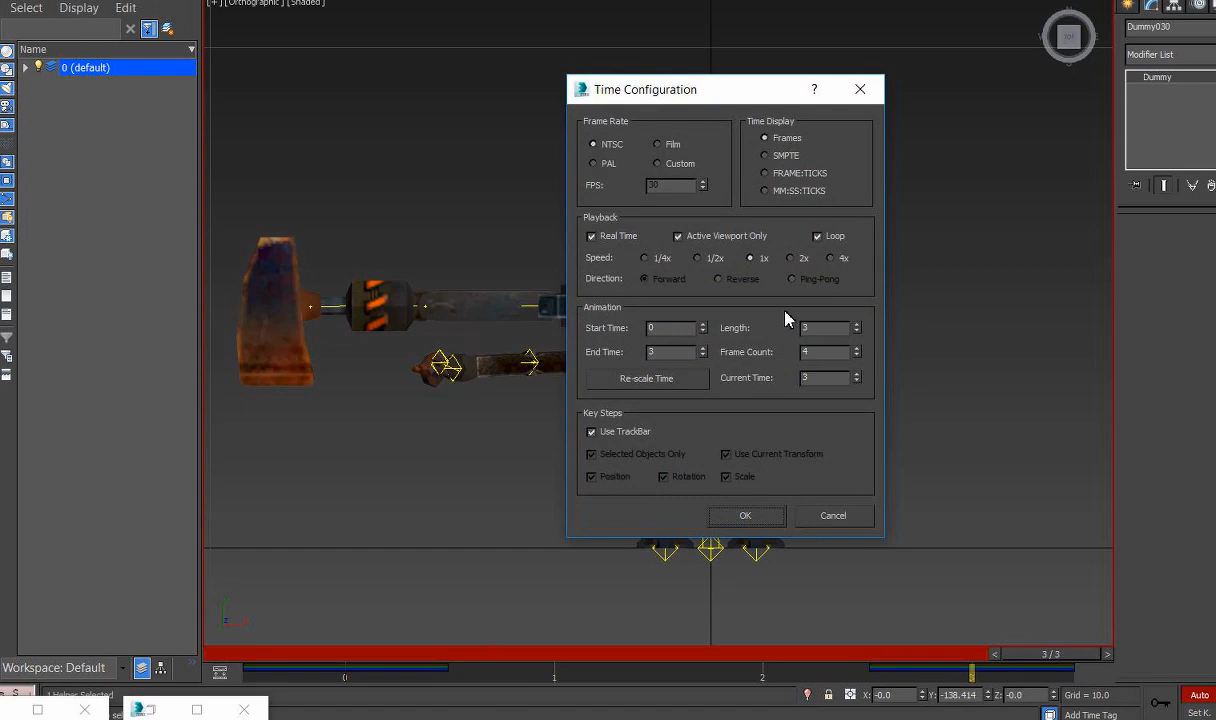 [+] [Orthographic] [Shaded]
Select Display Edit
Name
0 (default)
Time Configuration
?
Frame Rate
NTSC Film
PAL Custom
FPS: 30
Time Display
Frames
SMPTE
FRAME:TICKS
MM:SS:TICKS
Playback
Real Time Active Viewport Only Loop
Speed: 1/4x 1/2x 1x 2x 4x
Direction: Forward Reverse Ping-Pong
Animation
Start Time: 0 Length: 3
End Time: 3 Frame Count: 4
Re-scale Time Current Time: 3
Key Steps
Use TrackBar
Selected Objects Only Use Current Transform
Position Rotation Scale
OK Cancel
TOP
Dummy030
Modifier List
Dummy
Workspace: Default
< 3 / 3 >
0 1 2
1 Helper Selected
X: -0.0 Y: -138.414 Z: -0.0 Grid = 10.0
Auto
Add Time Tag
Set K.